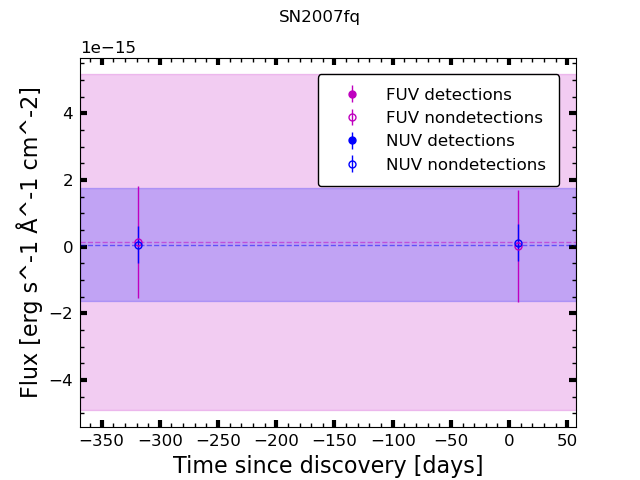 SN2007fq
1e−15
FUV detections
FUV nondetections
NUV detections
NUV nondetections
4
2
0
−2
−4
Flux [erg s^-1 Å^-1 cm^-2]
−350 −300 −250 −200 −150 −100 −50 0 50
Time since discovery [days]